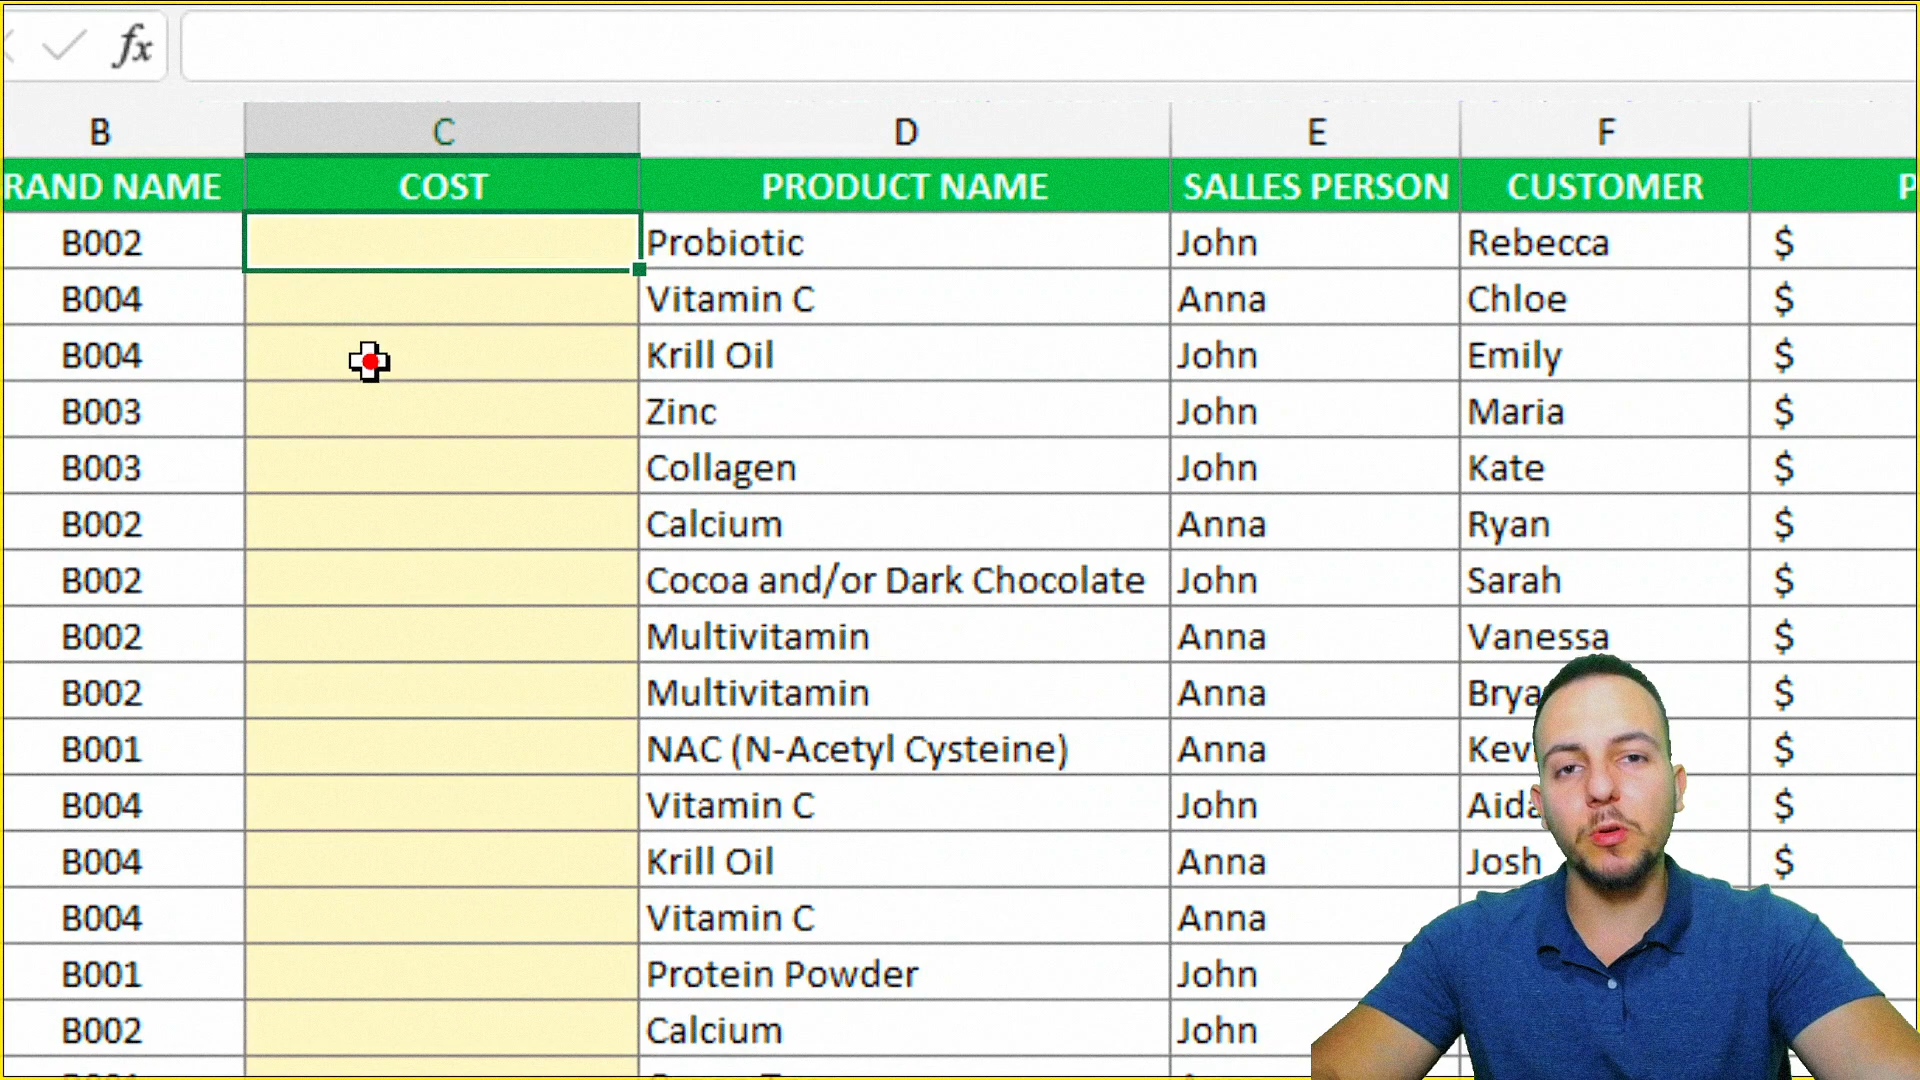 fx
B C D E F
RAND NAME COST PRODUCT NAME SALLES PERSON CUSTOMER P
B002 Probiotic John Rebecca $
B004 Vitamin C Anna Chloe $
B004 Krill Oil John Emily $
B003 Zinc John Maria $
B003 Collagen John Kate $
B002 Calcium Anna Ryan $
B002 Cocoa and/or Dark Chocolate John Sarah $
B002 Multivitamin Anna Vanessa $
B002 Multivitamin Anna Brya $
B001 NAC (N-Acetyl Cysteine) Anna Kev $
B004 Vitamin C John Aida $
B004 Krill Oil Anna Josh $
B004 Vitamin C Anna
B001 Protein Powder John
B002 Calcium John